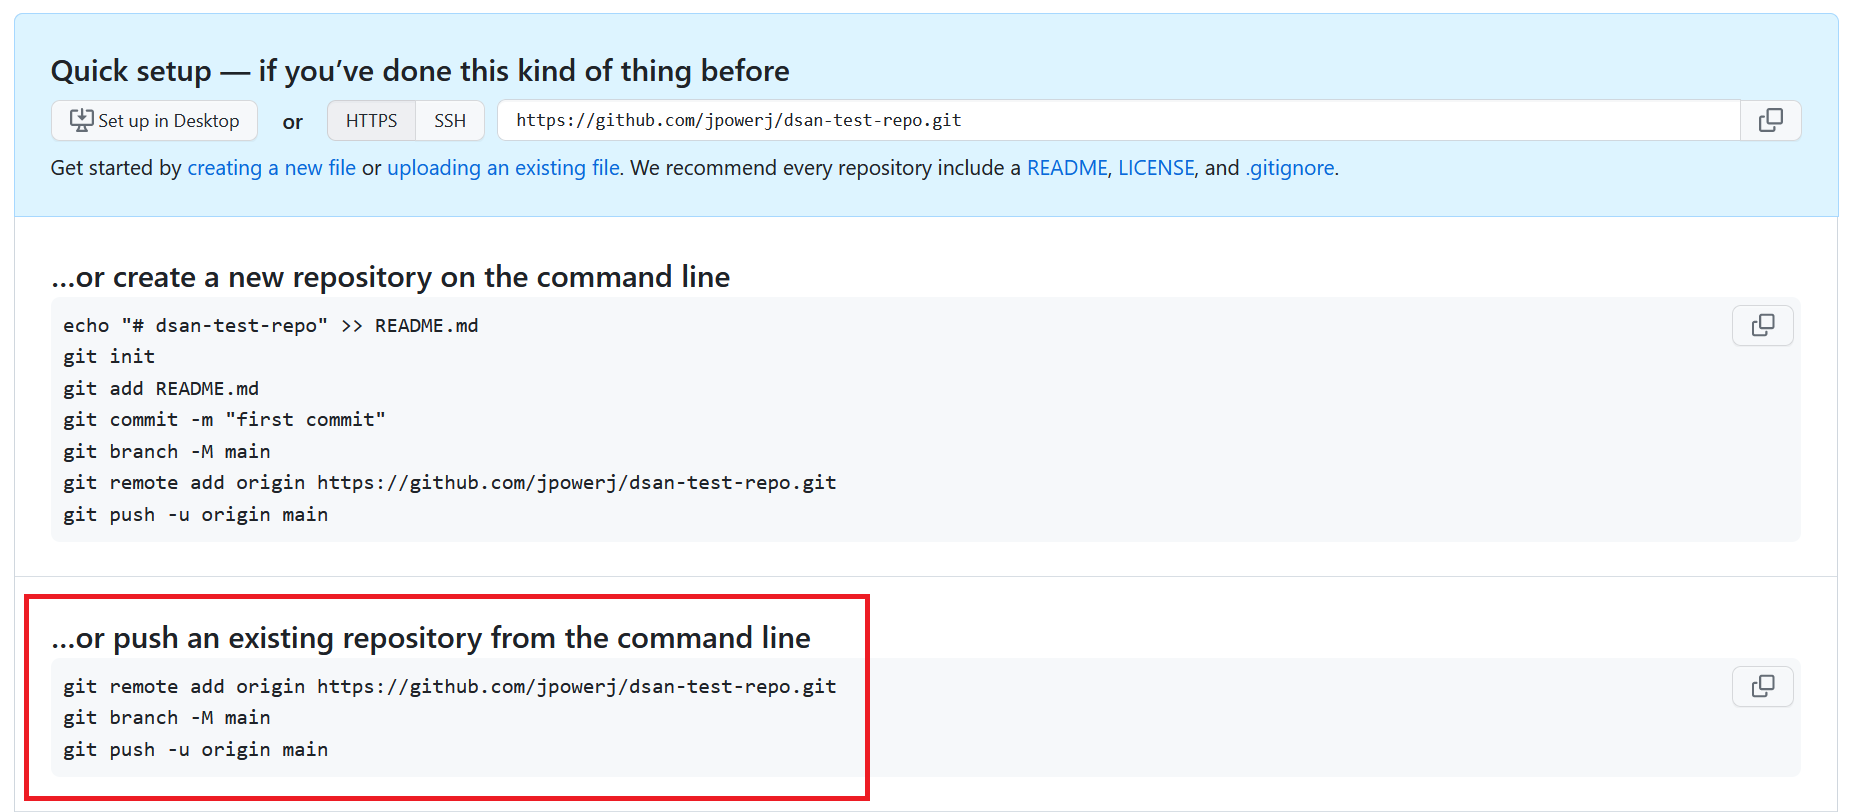 Quick setup — if you’ve done this kind of thing before
Set up in Desktop or HTTPS SSH https://github.com/jpowerj/dsan-test-repo.git
Get started by creating a new file or uploading an existing file. We recommend every repository include a README, LICENSE, and .gitignore.
…or create a new repository on the command line
echo "# dsan-test-repo" >> README.md
git init
git add README.md
git commit -m "first commit"
git branch -M main
git remote add origin https://github.com/jpowerj/dsan-test-repo.git
git push -u origin main
…or push an existing repository from the command line
git remote add origin https://github.com/jpowerj/dsan-test-repo.git
git branch -M main
git push -u origin main